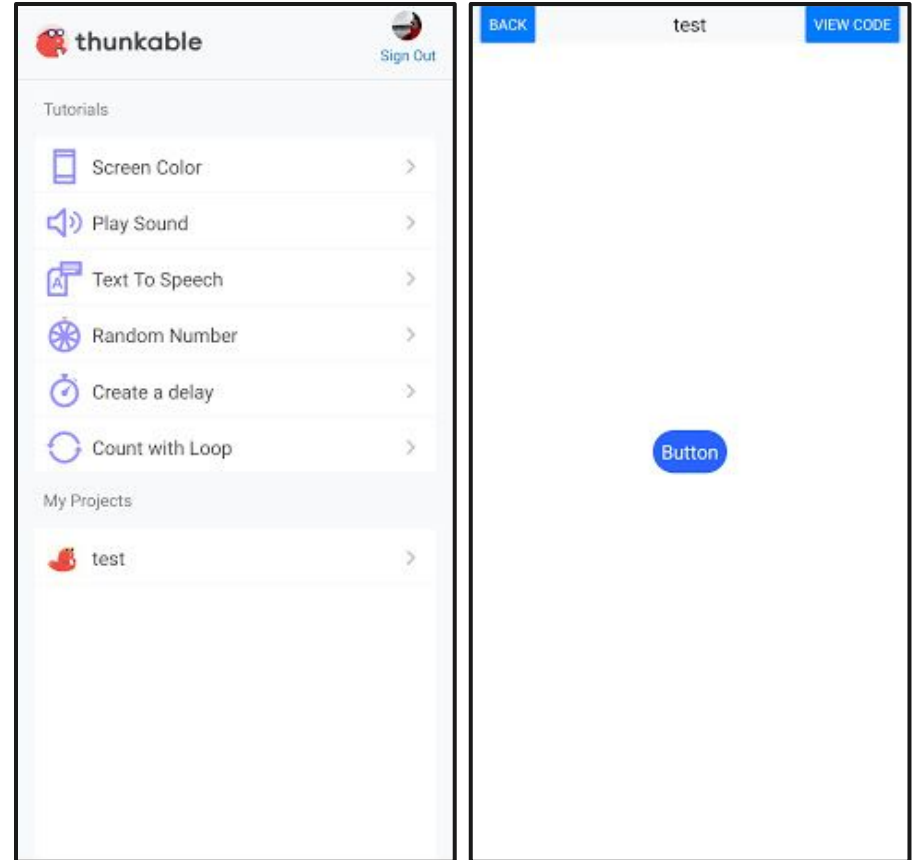 thunkable
Sign Out
Tutorials
Screen Color
Play Sound
A
Text To Speech
Random Number
Create a delay
Count with Loop
My Projects
test
BACK
test
VIEW CODE
Button